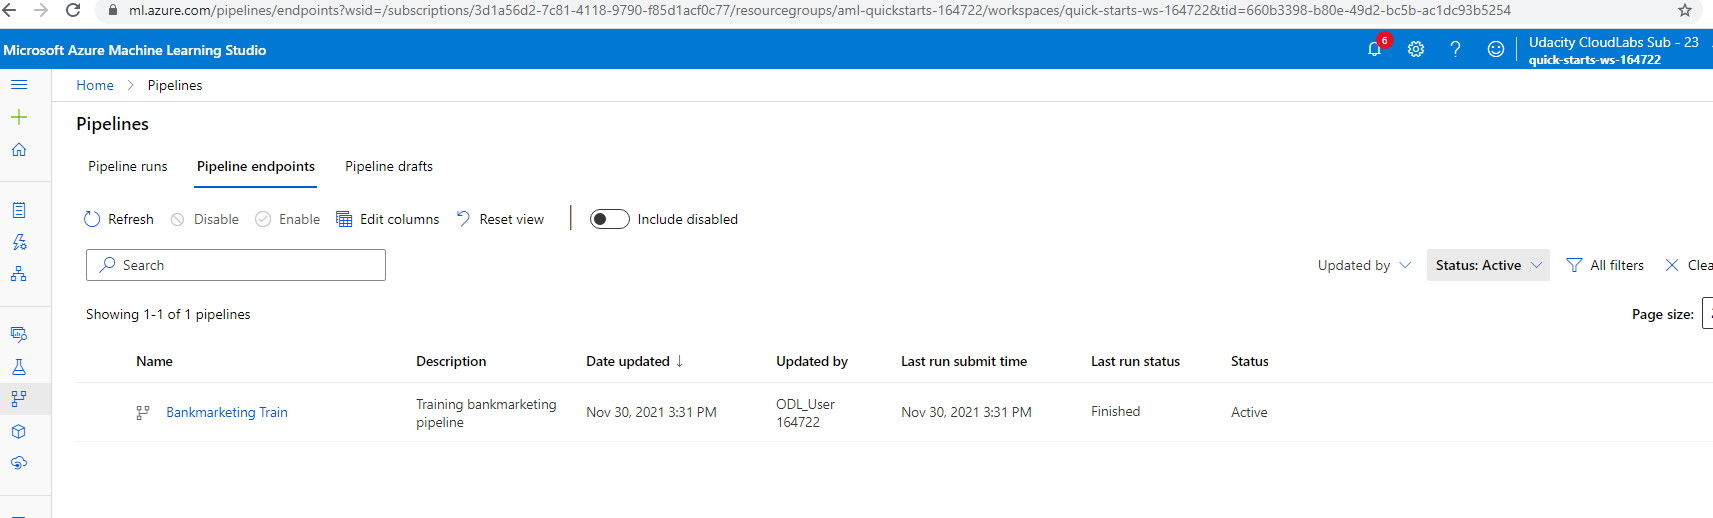 ml.azure.com/pipelines/endpoints?wsid=/subscriptions/3d1a56d2-7c81-4118-9790-f85d1acf0c77/resourcegroups/aml-quickstarts-164722/workspaces/quick-starts-ws-164722&tid=660b3398-b80e-49d2-bc5b-ac1dc93b5254
Microsoft Azure Machine Learning Studio
6
Udacity CloudLabs Sub - 23
quick-starts-ws-164722
Home > Pipelines
Pipelines
Pipeline runs Pipeline endpoints Pipeline drafts
Refresh Disable Enable Edit columns Reset view Include disabled
Search Updated by Status: Active All filters Clea
Showing 1-1 of 1 pipelines Page size:
Name Description Date updated ↓ Updated by Last run submit time Last run status Status
Bankmarketing Train Training bankmarketing pipeline Nov 30, 2021 3:31 PM ODL_User 164722 Nov 30, 2021 3:31 PM Finished Active